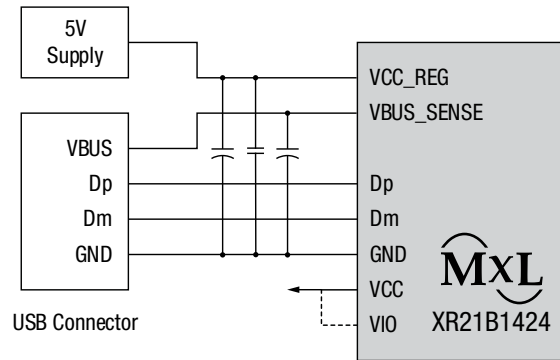 5V
Supply
VCC_REG
VBUS_SENSE
VBUS
Dp
Dm
GND
Dp
Dm
GND
VCC
VIO
MxL
XR21B1424
USB Connector